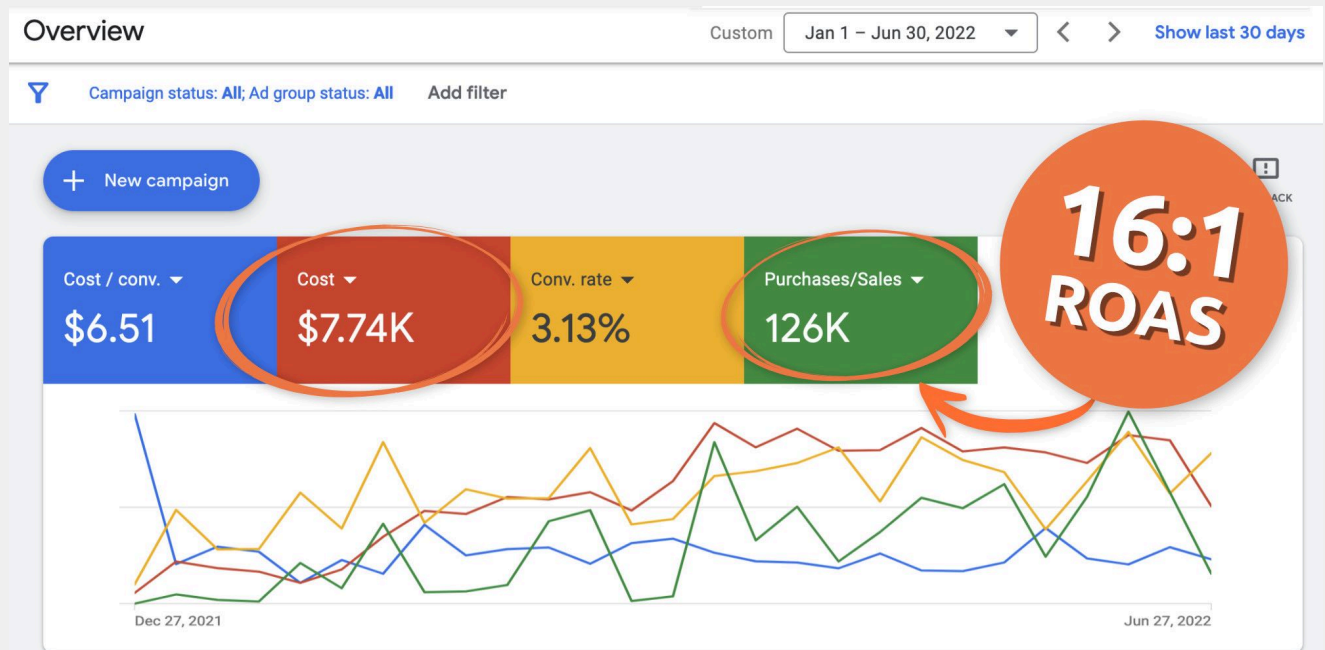 Overview
Custom Jan 1 – Jun 30, 2022 Show last 30 days
Campaign status: All; Ad group status: All Add filter
New campaign
16:1
ROAS
Cost / conv. Cost Conv. rate Purchases/Sales
$6.51 $7.74K 3.13% 126K
Dec 27, 2021 Jun 27, 2022